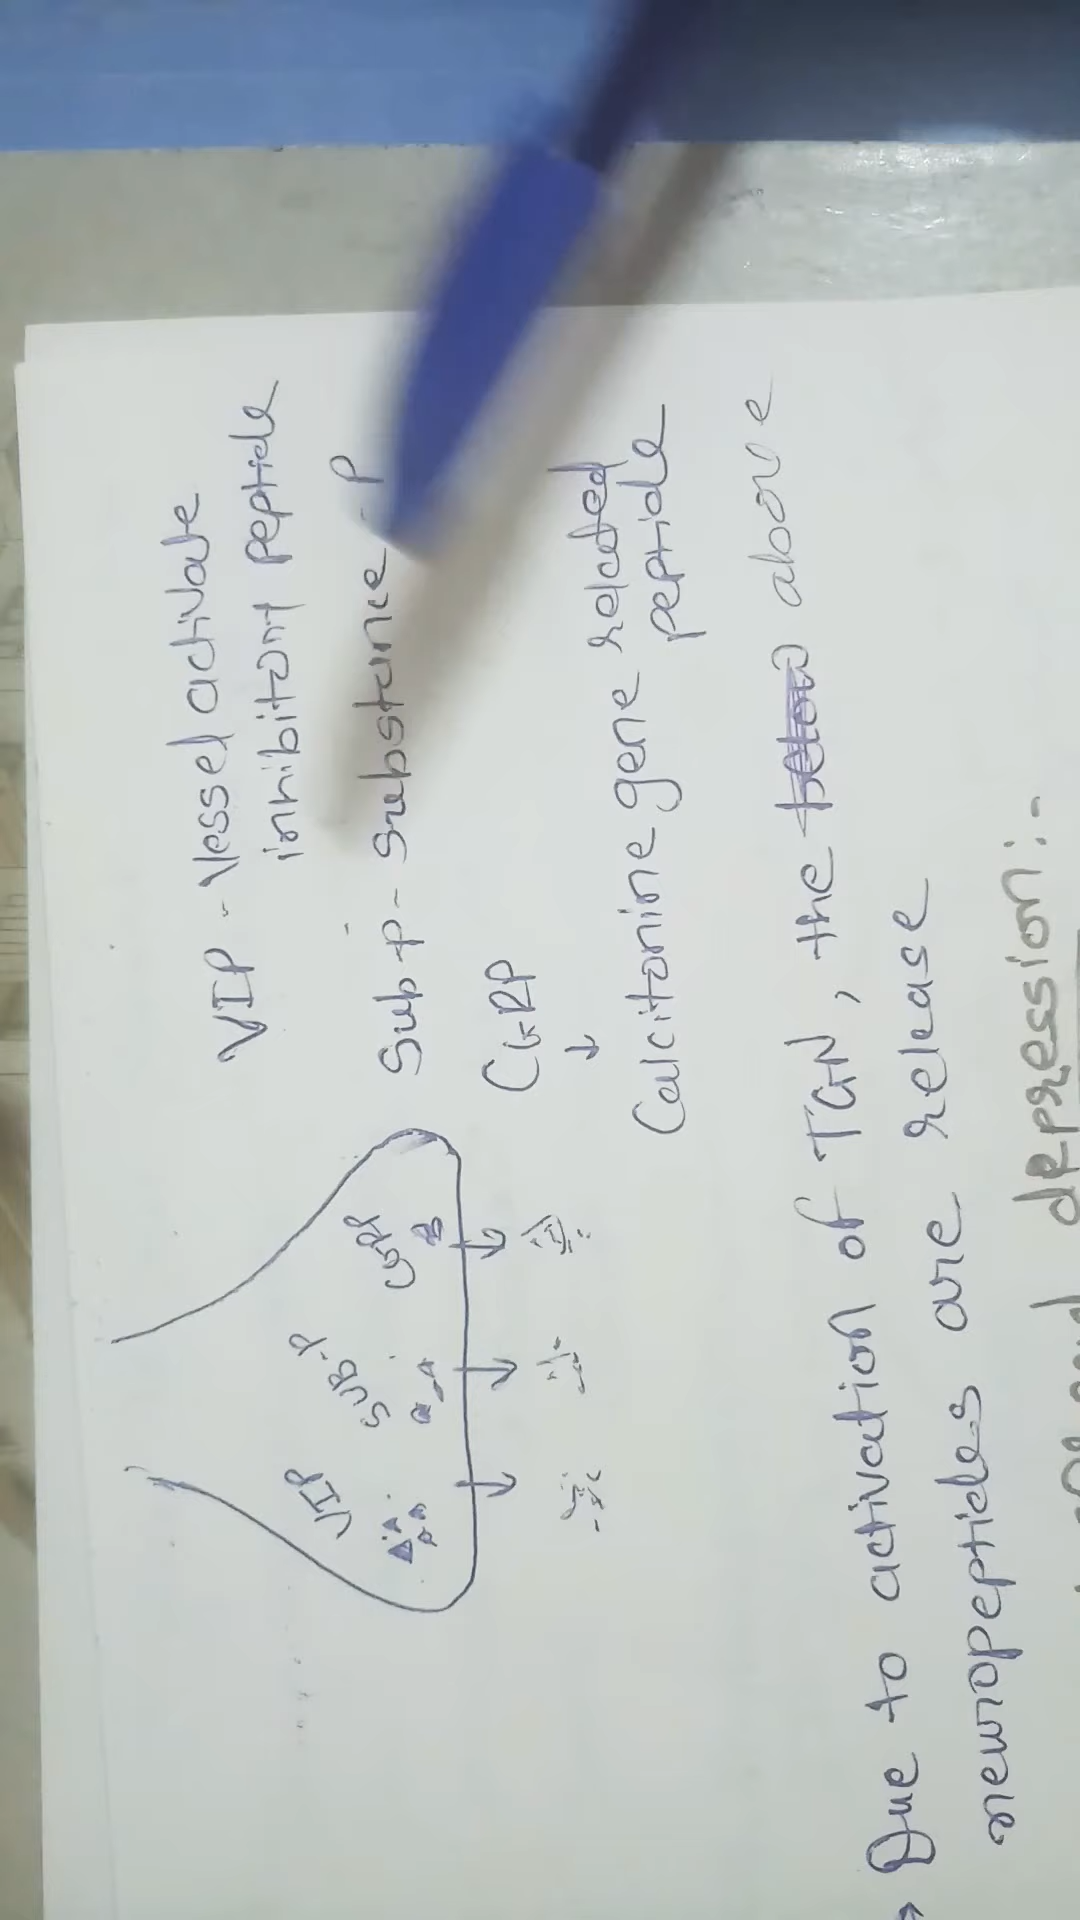 VIP - Vessel activate
inhibitory peptide
Sub P - Substance - P
CGRP
↓
Calcitonine gene related
peptide
VIP
SUB-P
CGRP
→ Due to activation of TGN, the above
neuropeptides are release
depression :-